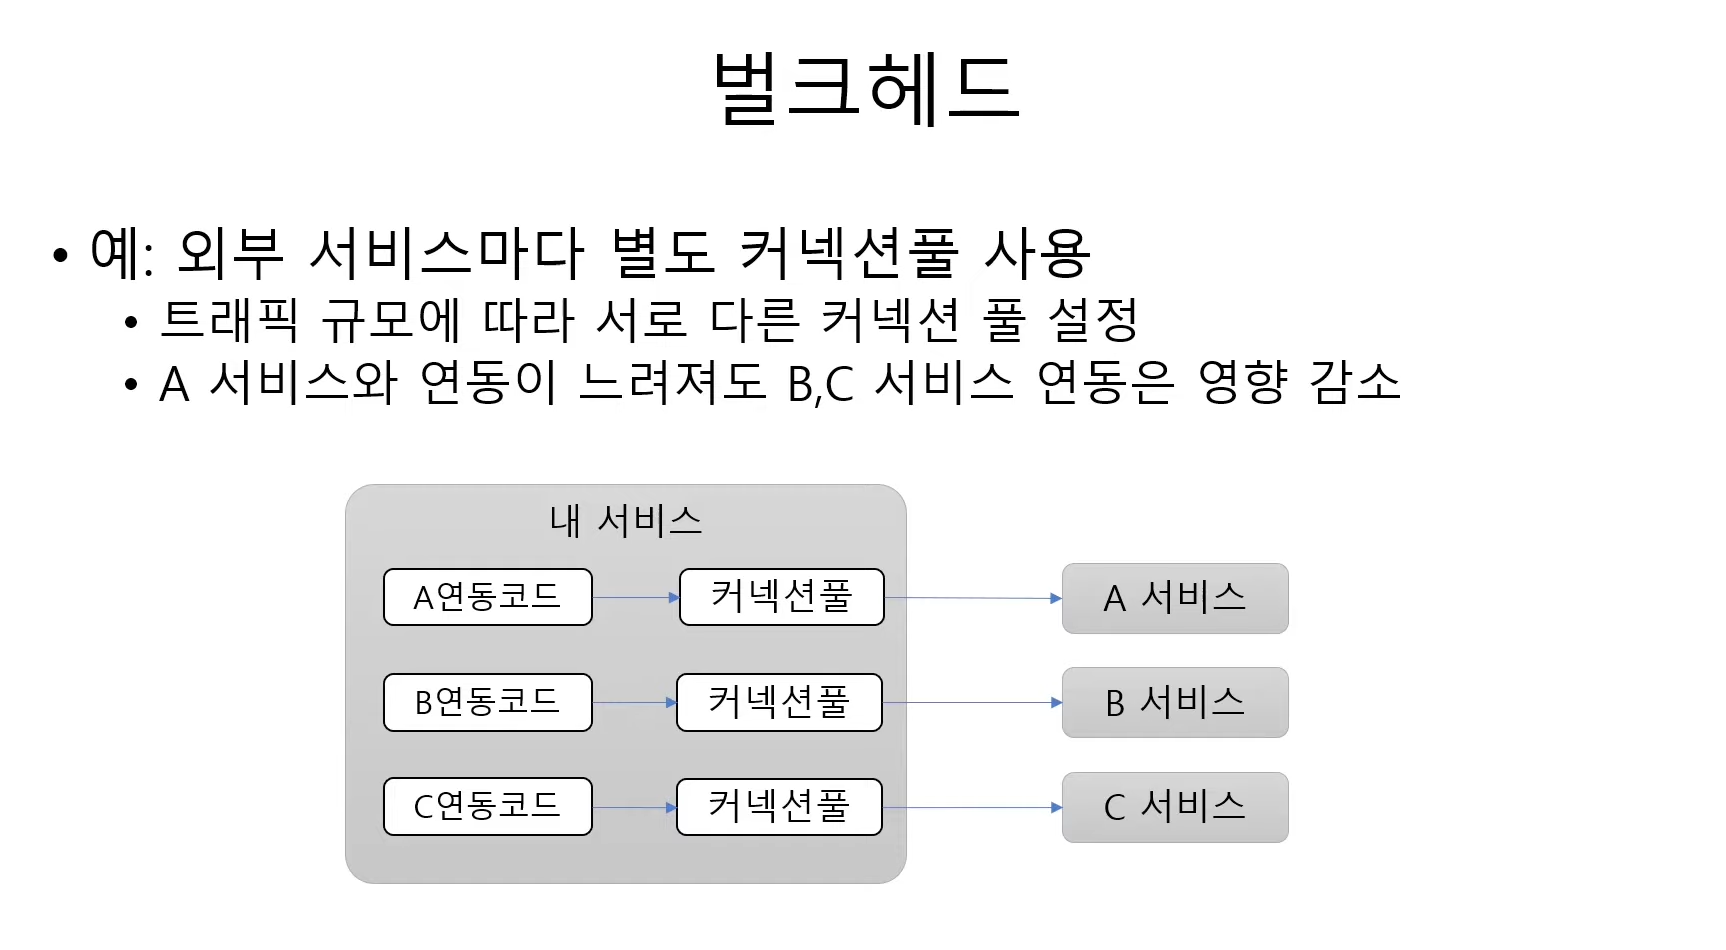 벌크헤드
• 예: 외부 서비스마다 별도 커넥션풀 사용
• 트래픽 규모에 따라 서로 다른 커넥션 풀 설정
• A 서비스와 연동이 느려져도 B,C 서비스 연동은 영향 감소
내 서비스
A연동코드
커넥션풀
A 서비스
B연동코드
커넥션풀
B 서비스
C연동코드
커넥션풀
C 서비스